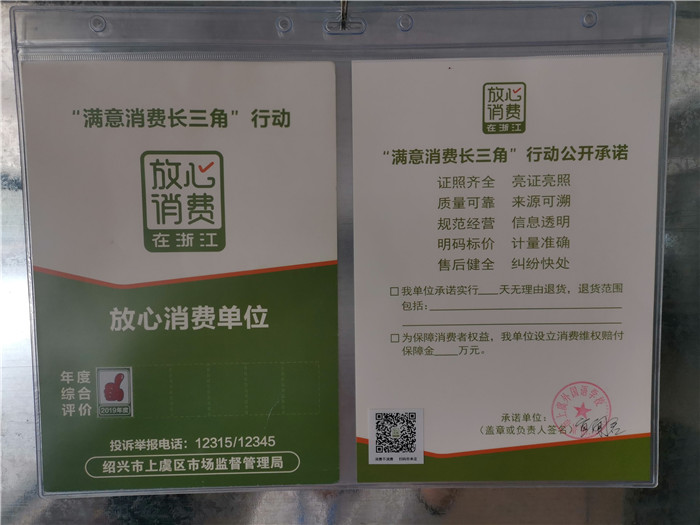 “满意消费长三角”行动
放心
消费
在浙江
放心消费单位
年度
综合
评价
2019年度
投诉举报电话：12315/12345
绍兴市上虞区市场监督管理局
放心
消费
在浙江
“满意消费长三角”行动公开承诺
证照齐全 亮证亮照
质量可靠 来源可溯
规范经营 信息透明
明码标价 计量准确
售后健全 纠纷快处
□我单位承诺实行___天无理由退货，退货范围
包括：
□为保障消费者权益，我单位设立消费维权赔付
保障金____万元。
承诺单位：
（盖章或负责人签名）